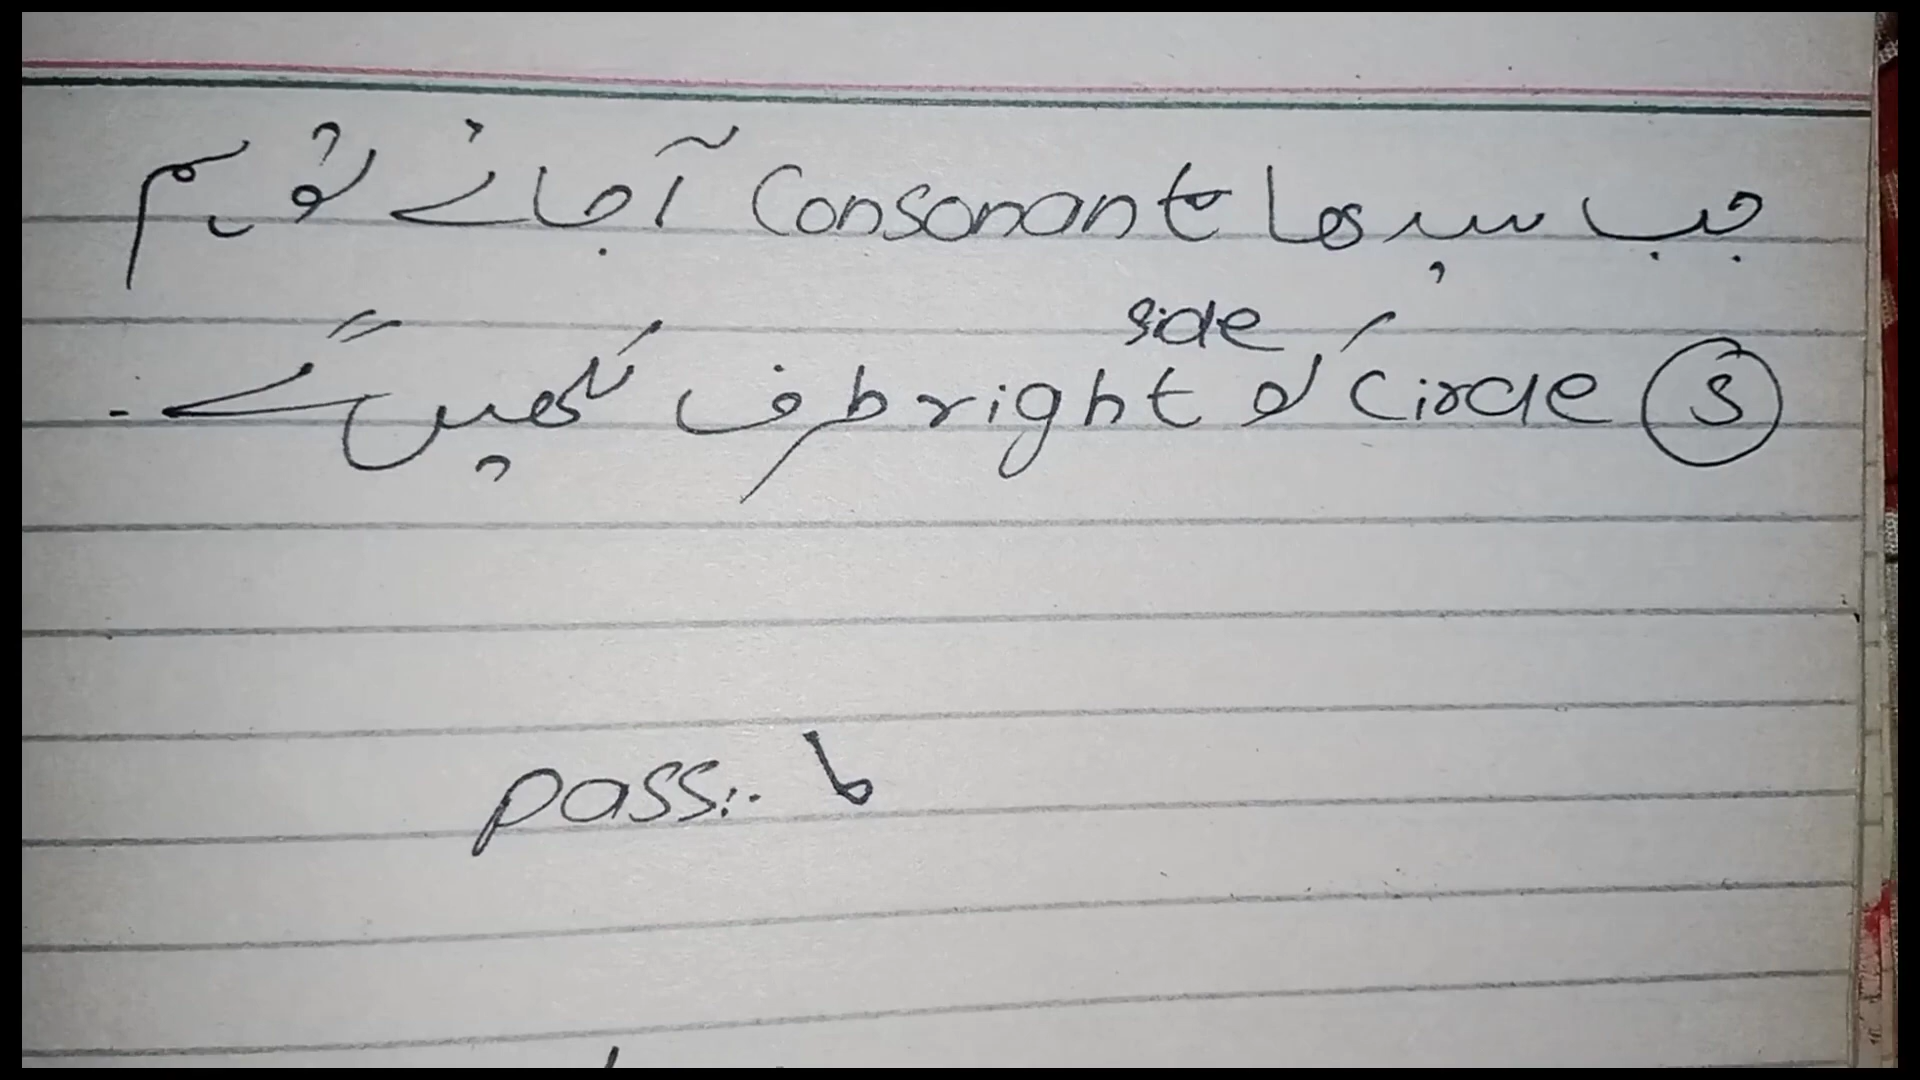 جب سیدھا Consonant آجائے تو ہم
side
Ⓢ Circle کو right طرف لکھیں گے۔
pass:-